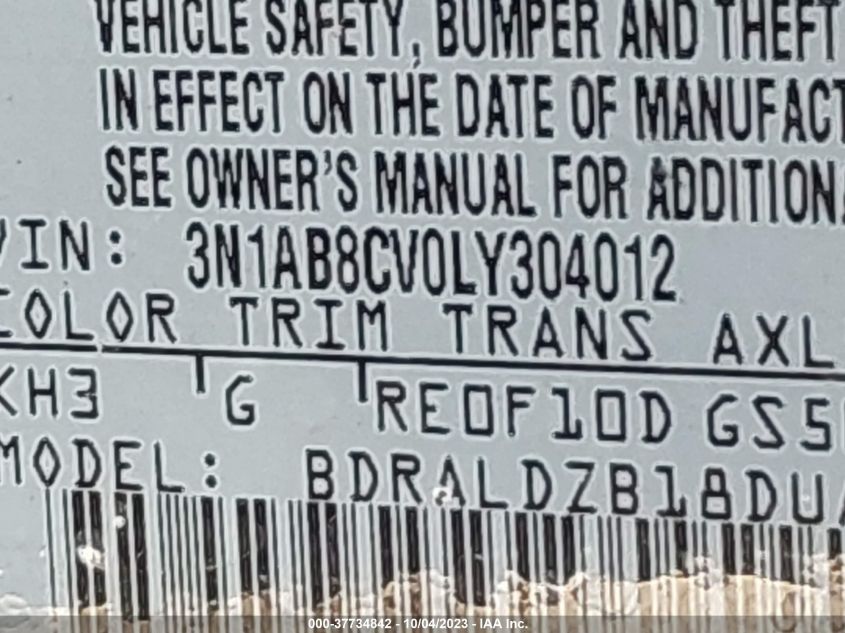 VEHICLE SAFETY, BUMPER AND THEFT
IN EFFECT ON THE DATE OF MANUFACT
SEE OWNER'S MANUAL FOR ADDITION
VIN: 3N1AB8CV0LY304012
COLOR TRIM TRANS AXL
KH3 G RE0F10D GS5
MODEL: BDRALDZB18DUA
000-37734842 - 10/04/2023 - IAA Inc.